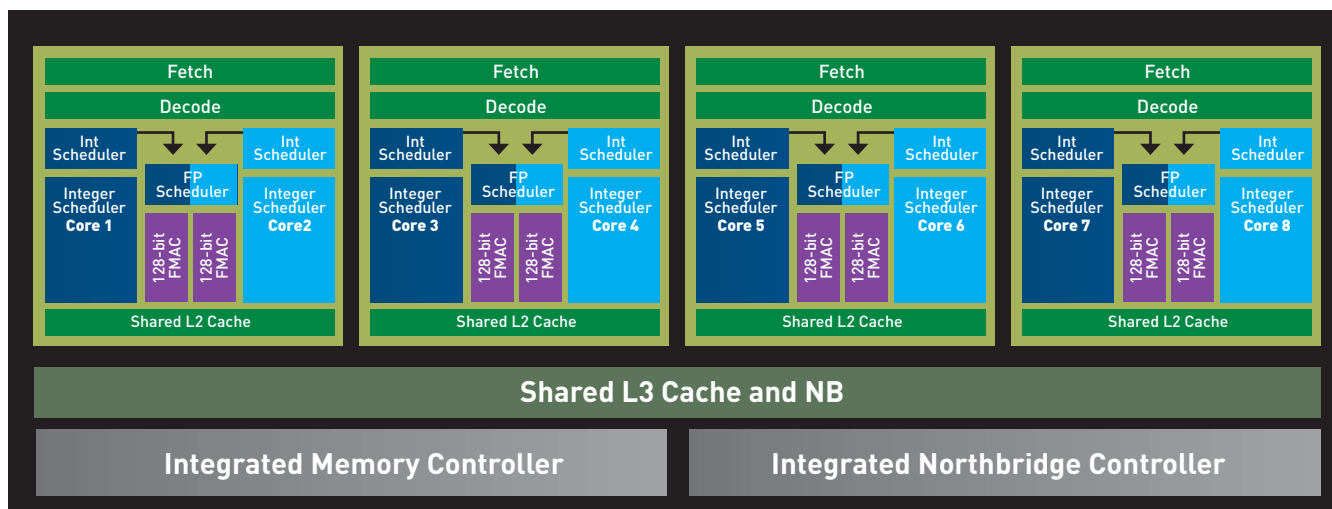 Fetch
Decode
Int
Scheduler
Int
Scheduler
FP
Scheduler
Integer
Scheduler
Core 1
128-bit
FMAC
128-bit
FMAC
Integer
Scheduler
Core2
Shared L2 Cache
Fetch
Decode
Int
Scheduler
Int
Scheduler
FP
Scheduler
Integer
Scheduler
Core 3
128-bit
FMAC
128-bit
FMAC
Integer
Scheduler
Core 4
Shared L2 Cache
Fetch
Decode
Int
Scheduler
Int
Scheduler
FP
Scheduler
Integer
Scheduler
Core 5
128-bit
FMAC
128-bit
FMAC
Integer
Scheduler
Core 6
Shared L2 Cache
Fetch
Decode
Int
Scheduler
Int
Scheduler
FP
Scheduler
Integer
Scheduler
Core 7
128-bit
FMAC
128-bit
FMAC
Integer
Scheduler
Core 8
Shared L2 Cache
Shared L3 Cache and NB
Integrated Memory Controller
Integrated Northbridge Controller